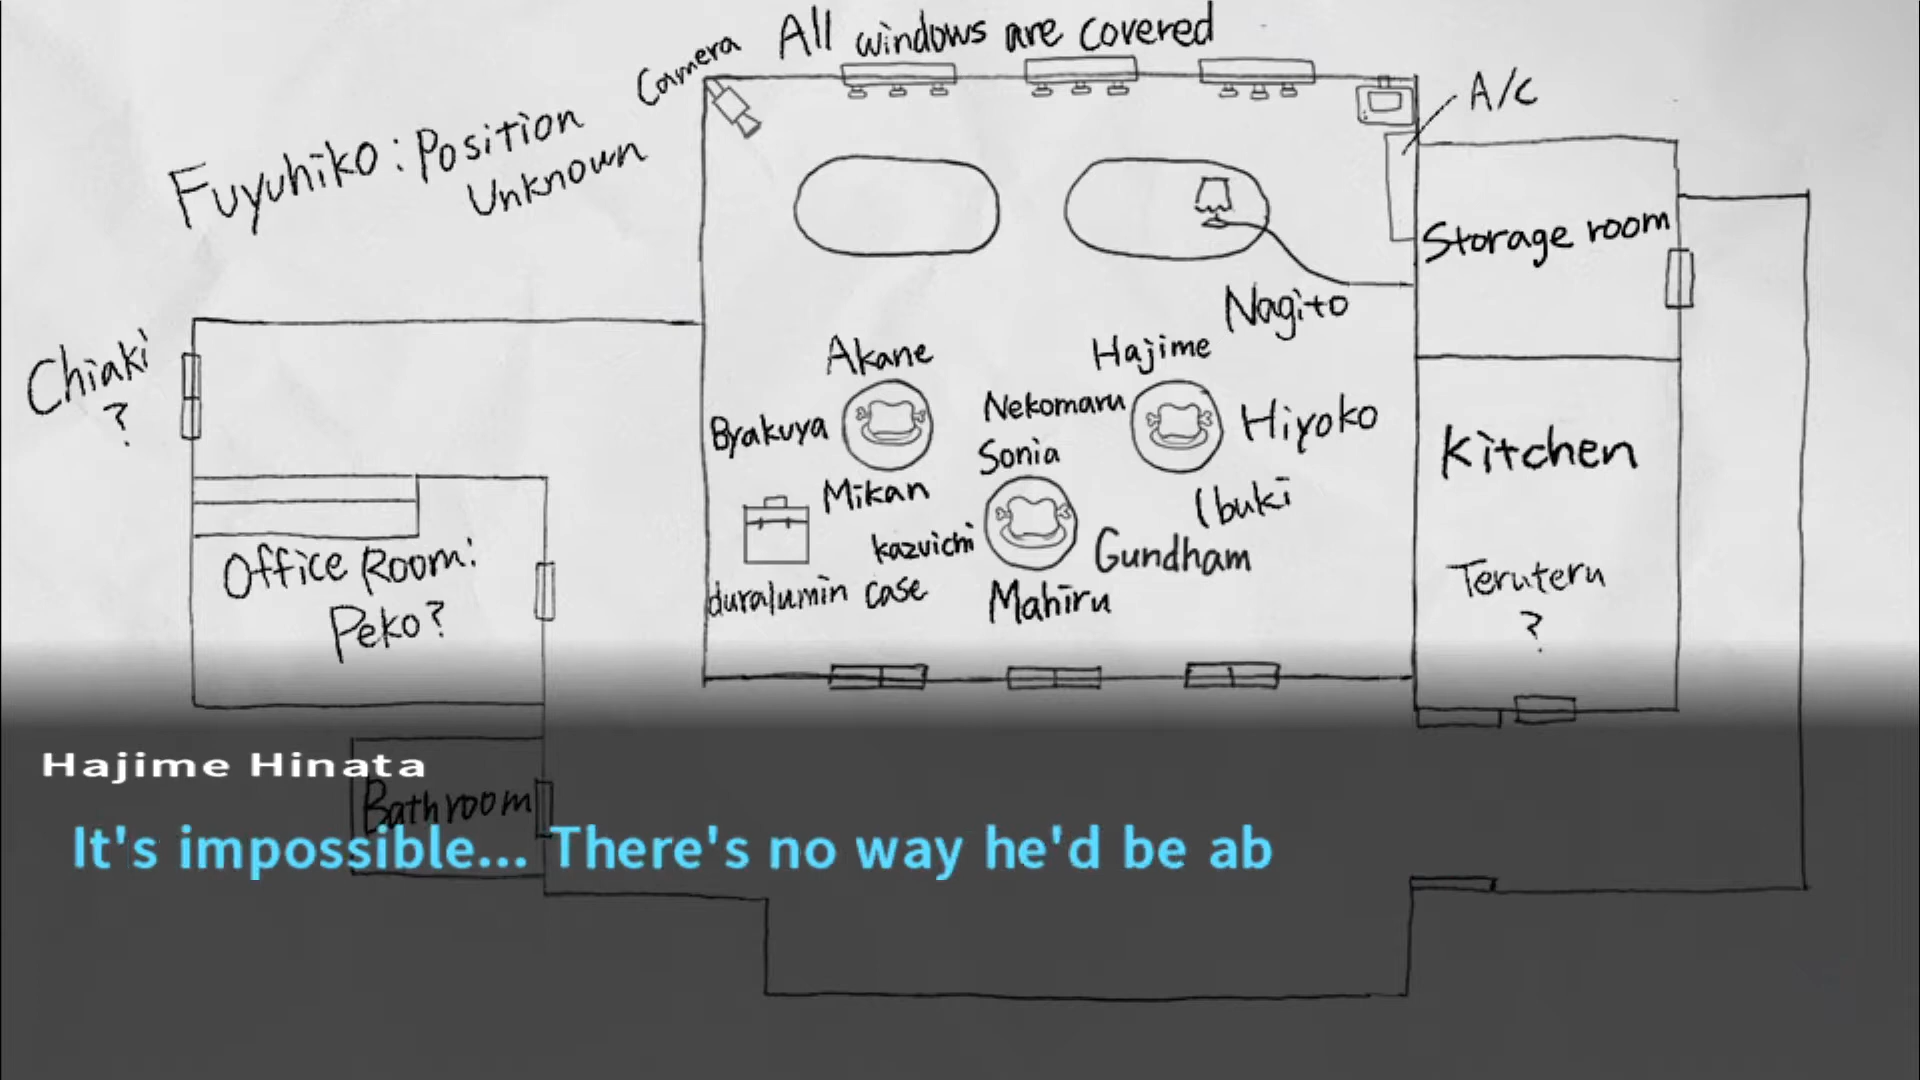 Camera
All windows are covered
A/C
Fuyuhiko: Position
Unknown
Storage room
Nagito
Chiaki
?
Akane
Hajime
Byakuya
Nekomaru
Hiyoko
Sonia
Kitchen
Mikan
Ibuki
kazuichi
Gundham
Office Room:
Peko?
duralumin case
Mahiru
Teruteru
?
Hajime Hinata
Bathroom
It's impossible... There's no way he'd be ab